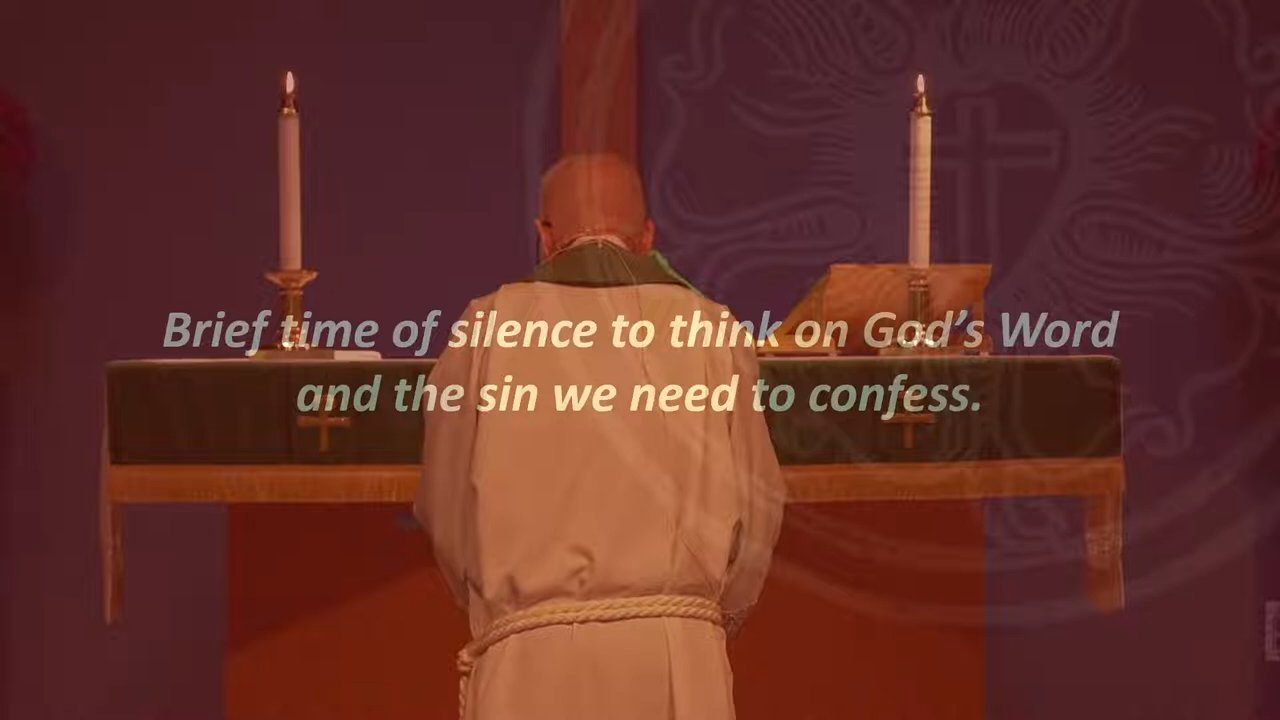 Brief time of silence to think on God’s Word
and the sin we need to confess.